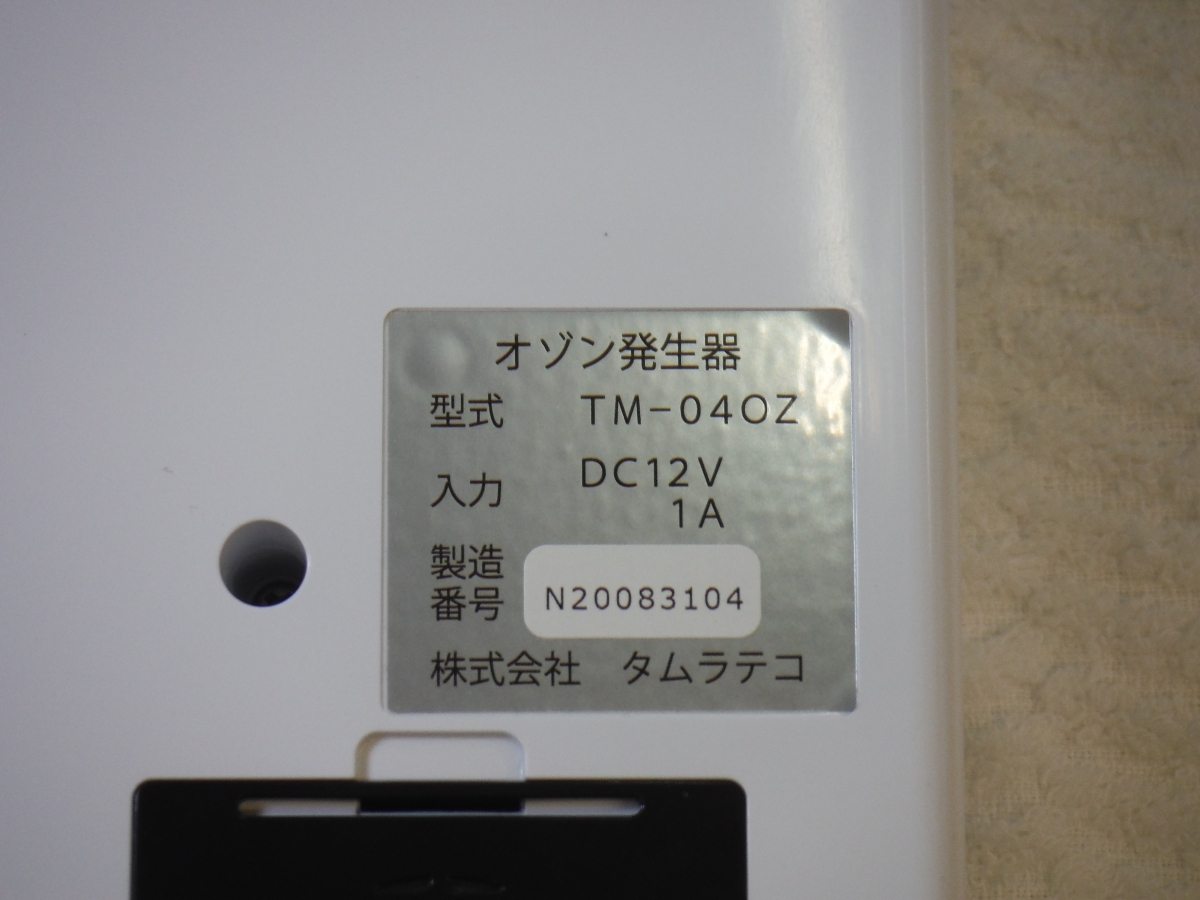 オゾン発生器
型式　TM-04OZ
入力　DC12V
1A
製造
番号　N20083104
株式会社　タムラテコ